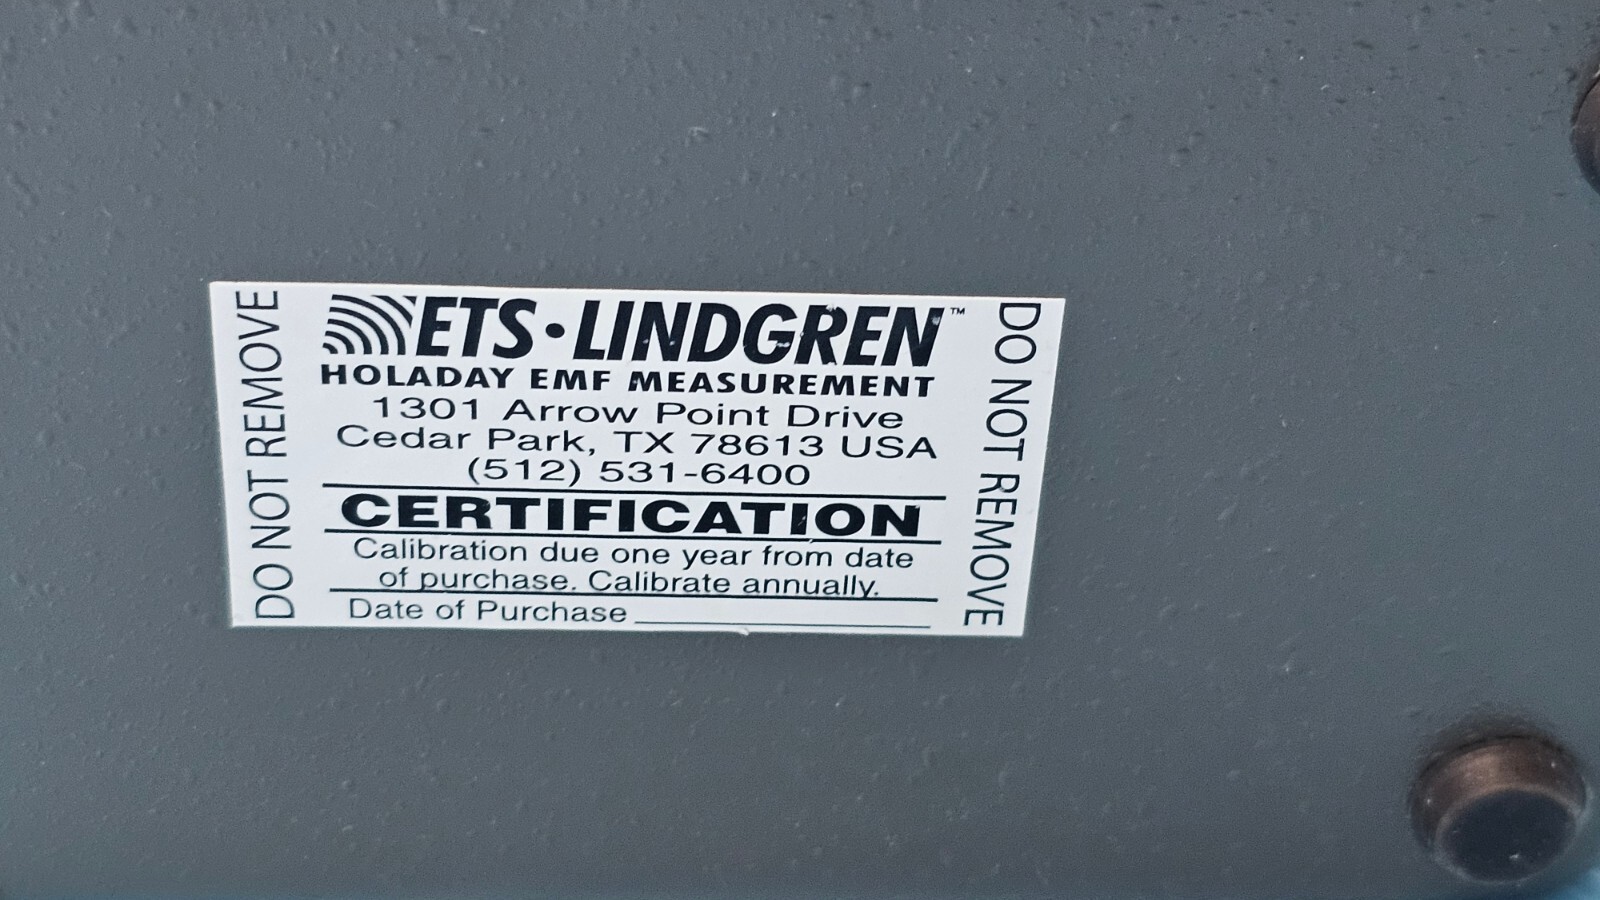 DO NOT REMOVE
ETS·LINDGREN™
HOLADAY EMF MEASUREMENT
1301 Arrow Point Drive
Cedar Park, TX 78613 USA
(512) 531-6400
CERTIFICATION
Calibration due one year from date
of purchase. Calibrate annually.
Date of Purchase
DO NOT REMOVE